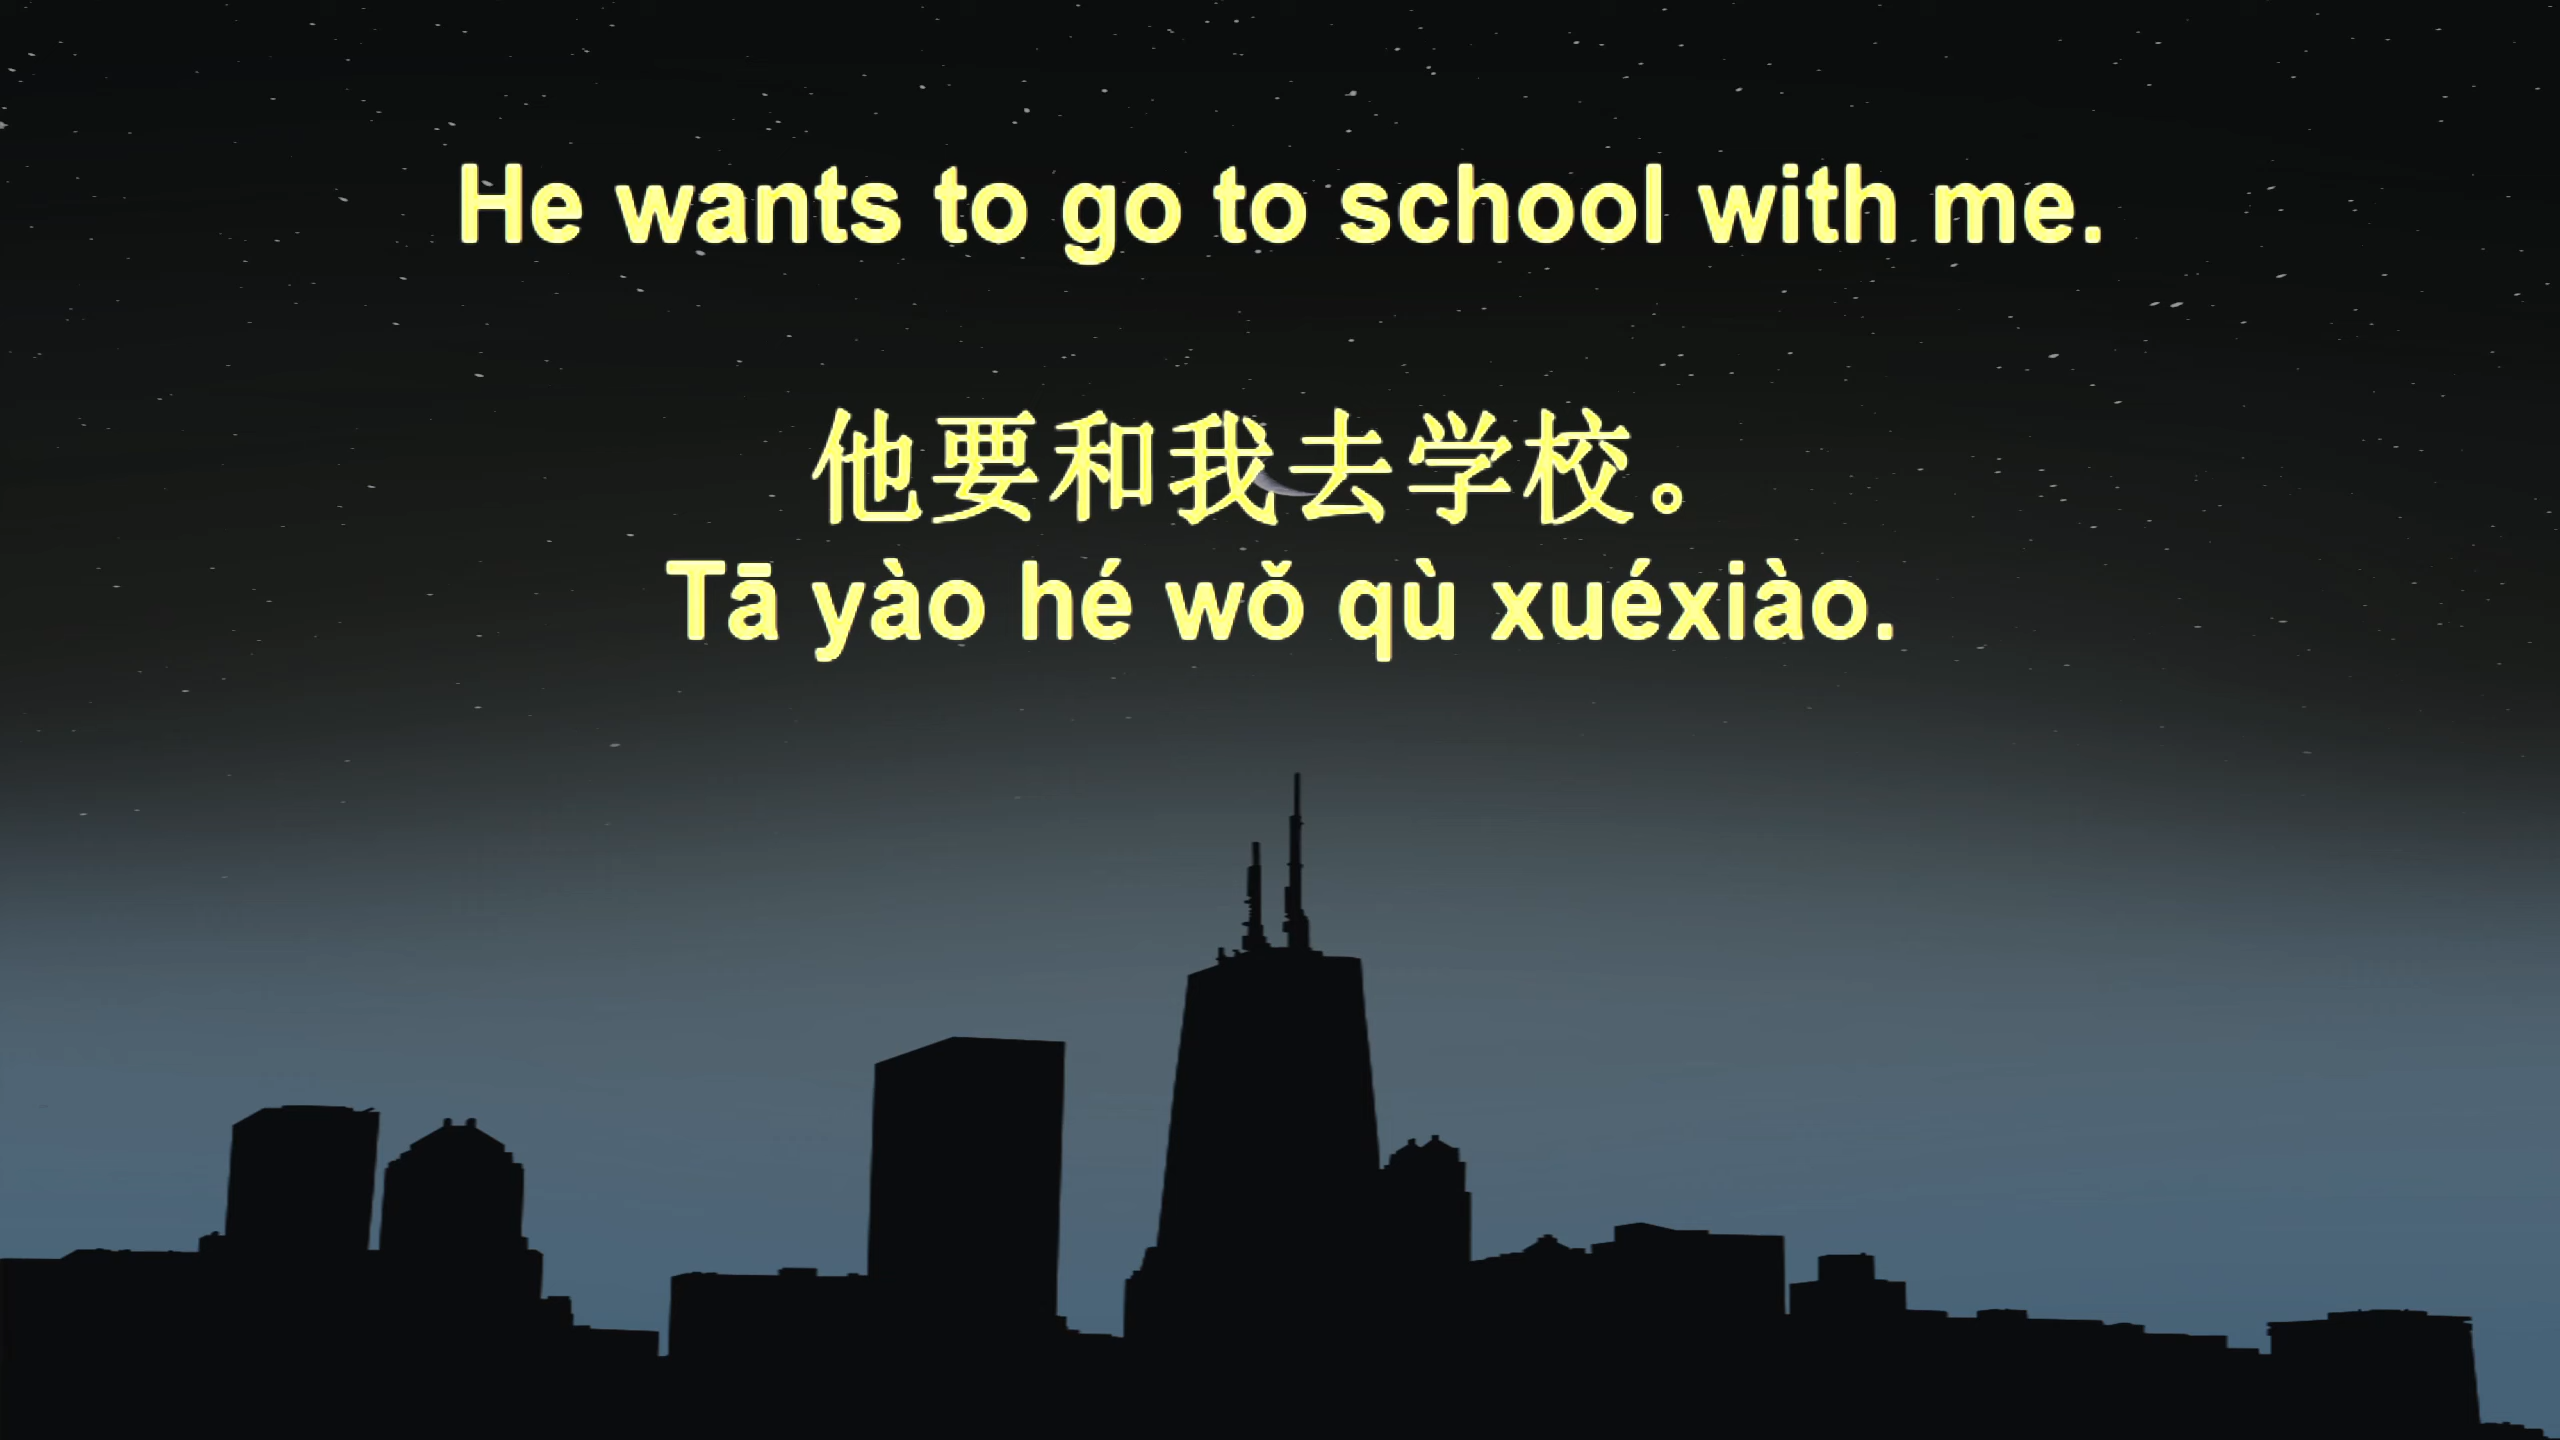 He wants to go to school with me.
他要和我去学校。
Tā yào hé wǒ qù xuéxiào.